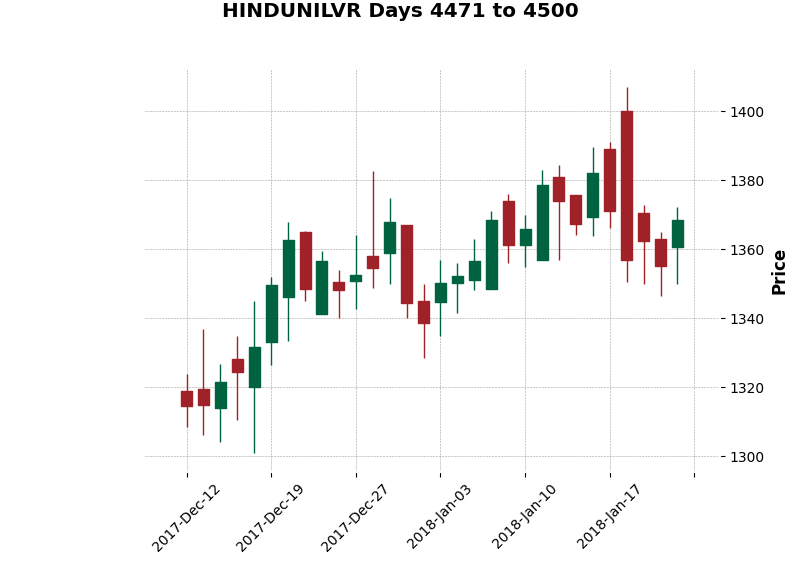 HINDUNILVR Days 4471 to 4500
1400
1380
1360
1340
1320
1300
Price
2017-Dec-12
2017-Dec-19
2017-Dec-27
2018-Jan-03
2018-Jan-10
2018-Jan-17